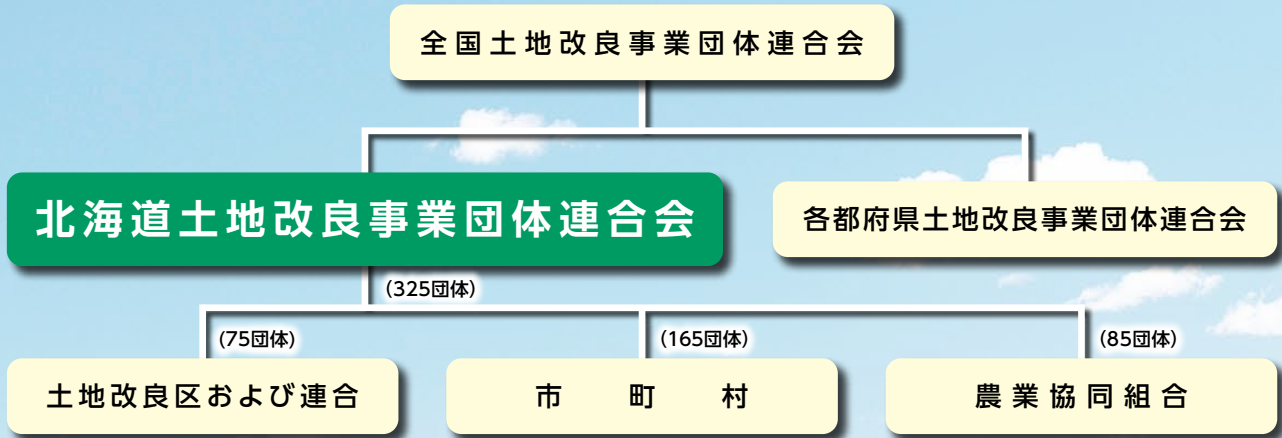 全国土地改良事業団体連合会
北海道土地改良事業団体連合会
各都府県土地改良事業団体連合会
(325団体)
(75団体)
(165団体)
(85団体)
土地改良区および連合
市町村
農業協同組合